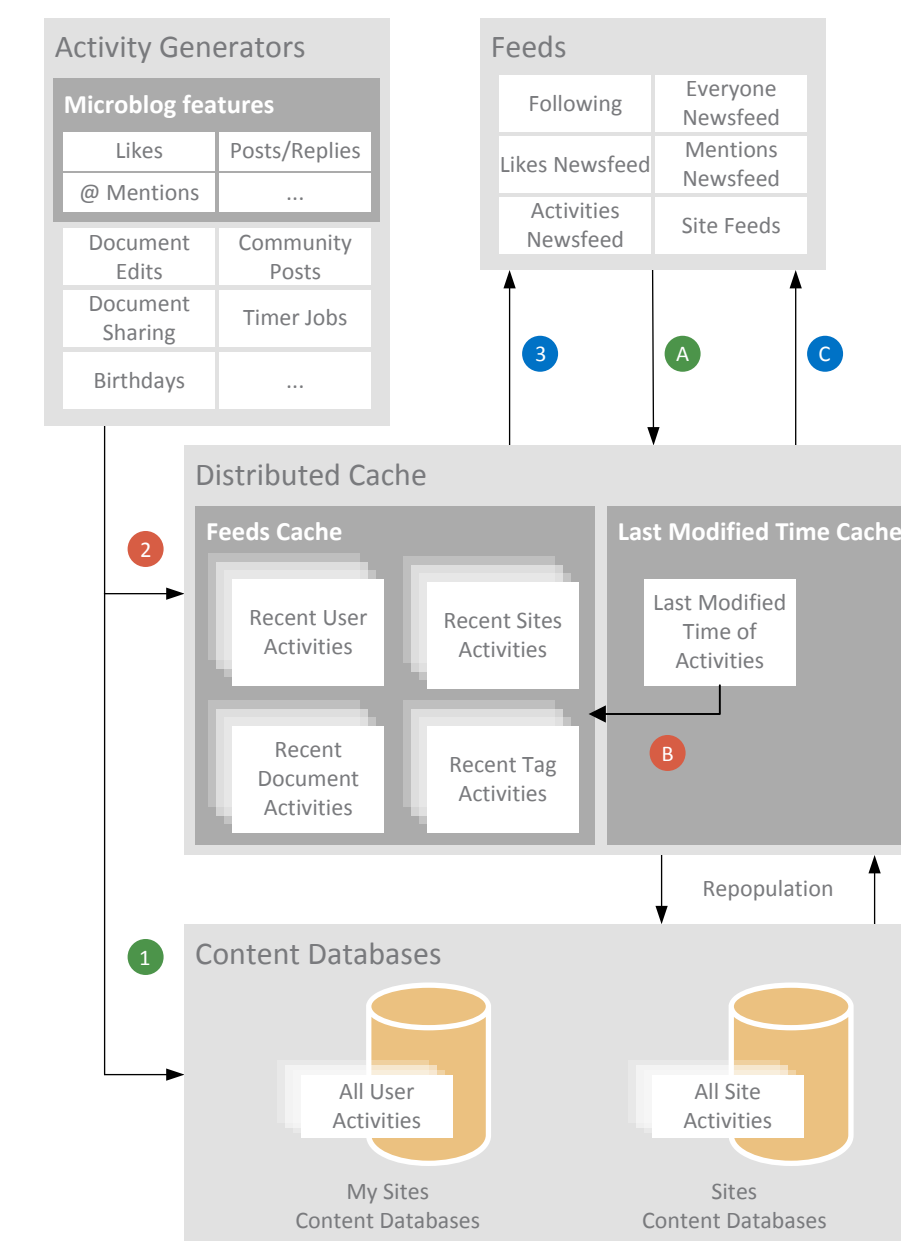 Activity Generators
Microblog features
Likes
Posts/Replies
@ Mentions
...
Document
Edits
Community
Posts
Document
Sharing
Timer Jobs
Birthdays
...
Feeds
Following
Everyone
Newsfeed
Likes Newsfeed
Mentions
Newsfeed
Activities
Newsfeed
Site Feeds
3
A
C
Distributed Cache
2
Feeds Cache
Recent User
Activities
Recent Sites
Activities
Recent
Document
Activities
Recent Tag
Activities
Last Modified Time Cache
Last Modified
Time of
Activities
B
Repopulation
1
Content Databases
All User
Activities
My Sites
Content Databases
All Site
Activities
Sites
Content Databases